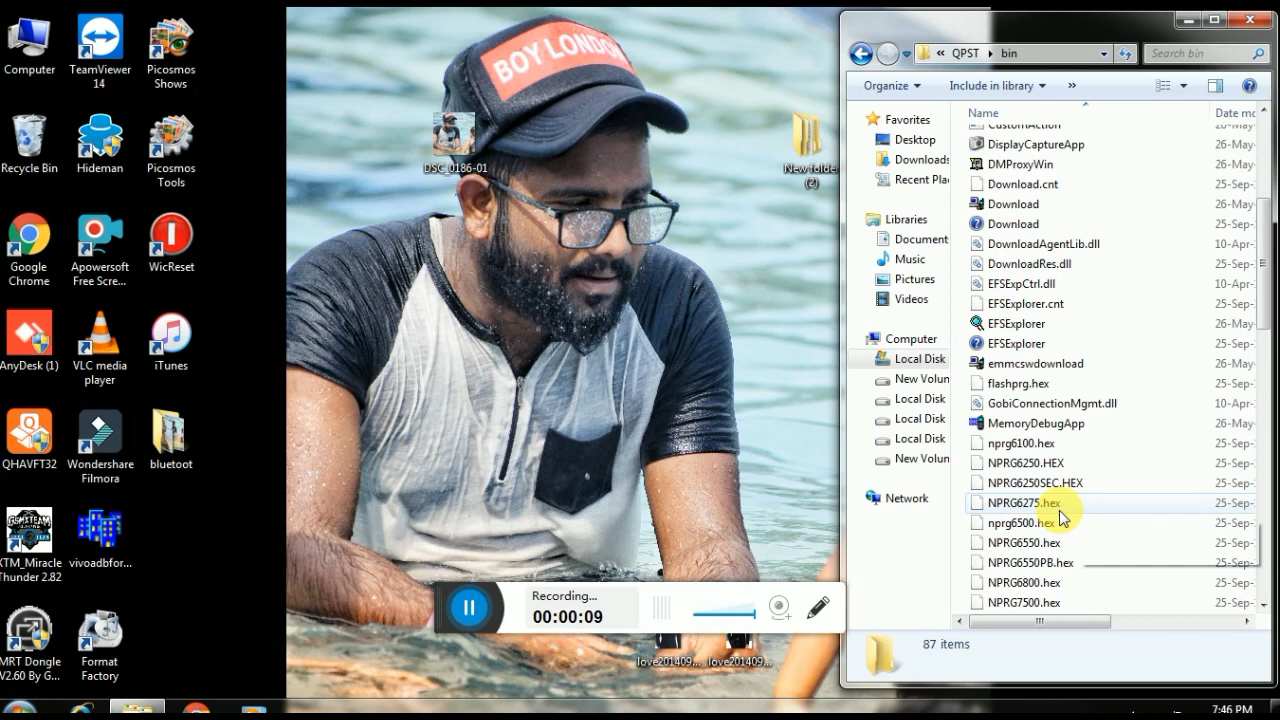 Computer
TeamViewer
14
Picosmos
Shows
Recycle Bin
Hideman
Picosmos
Tools
Google
Chrome
Apowersoft
Free Scre...
WicReset
AnyDesk (1)
VLC media
player
iTunes
QHAVFT32
Wondershare
Filmora
bluetoot
XTM_Miracle
Thunder 2.82
vivoadbfor...
MRT Dongle
V2.60 By G...
Format
Factory
BOY LONDON
DSC_0186-01
New folder
(2)
love201409...
love201409...
Recording...
00:00:09
« QPST bin
Search bin
Organize
Include in library
»
Favorites
Desktop
Downloads
Recent Pla
Libraries
Document
Music
Pictures
Videos
Computer
Local Disk
New Volun
Local Disk
Local Disk
Local Disk
New Volun
Network
Name
Date mo
CustomAction
26-May-
DisplayCaptureApp
26-May-
DMProxyWin
26-May-
Download.cnt
25-Sep-
Download
26-May-
Download
25-Sep-
DownloadAgentLib.dll
10-Apr-
DownloadRes.dll
25-Sep-
EFSExpCtrl.dll
10-Apr-
EFSExplorer.cnt
25-Sep-
EFSExplorer
26-May-
EFSExplorer
25-Sep-
emmcswdownload
26-May-
flashprg.hex
25-Sep-
GobiConnectionMgmt.dll
10-Apr-
MemoryDebugApp
26-May-
nprg6100.hex
25-Sep-
NPRG6250.HEX
25-Sep-
NPRG6250SEC.HEX
25-Sep-
NPRG6275.hex
25-Sep-
nprg6500.hex
25-Sep-
NPRG6550.hex
25-Sep-
NPRG6550PB.hex
25-Sep-
NPRG6800.hex
25-Sep-
NPRG7500.hex
25-Sep-
87 items
7:46 PM